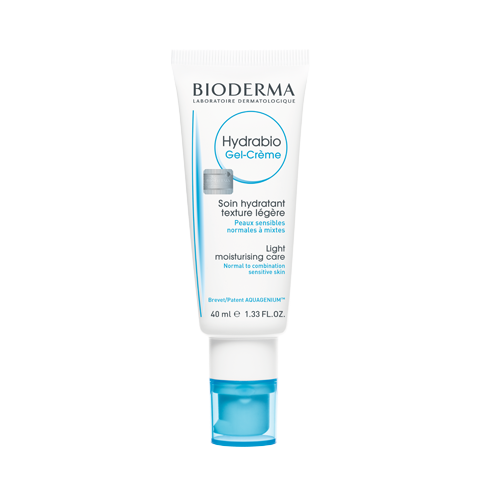 BIODERMA
LABORATOIRE DERMATOLOGIQUE
Hydrabio
Gel-Crème
Soin hydratant
texture légère
Peaux sensibles
normales à mixtes
Light
moisturising care
Normal to combination
sensitive skin
Brevet/Patent AQUAGENIUM™
40 ml ℮ 1.33 FL.OZ.